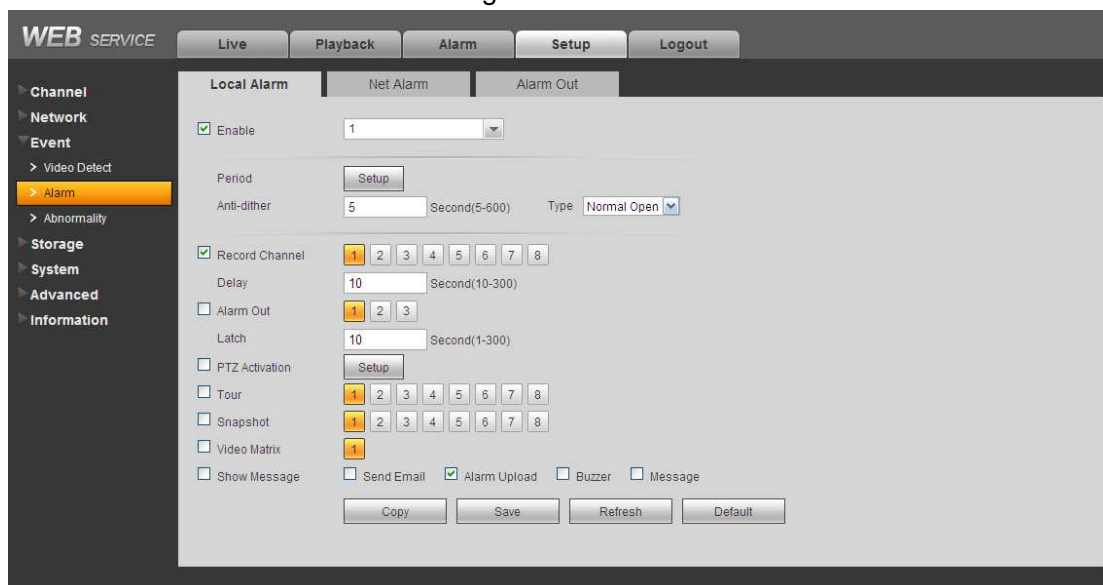 WEB SERVICE
Live Playback Alarm Setup Logout
Local Alarm Net Alarm Alarm Out
Channel
Network
Event
> Video Detect
> Alarm
> Abnormality
Storage
System
Advanced
Information
Enable 1
Period Setup
Anti-dither 5 Second(5-600) Type Normal Open
Record Channel 1 2 3 4 5 6 7 8
Delay 10 Second(10-300)
Alarm Out 1 2 3
Latch 10 Second(1-300)
PTZ Activation Setup
Tour 1 2 3 4 5 6 7 8
Snapshot 1 2 3 4 5 6 7 8
Video Matrix 1
Show Message Send Email Alarm Upload Buzzer Message
Copy Save Refresh Default